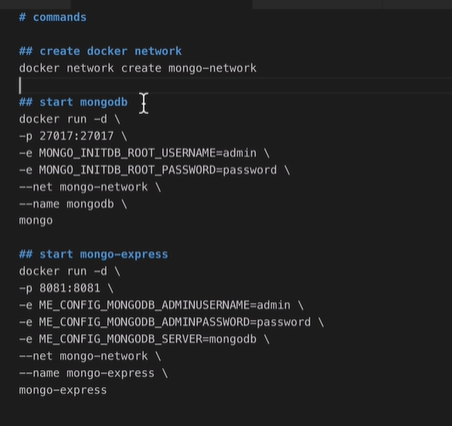 # commands
## create docker network
docker network create mongo-network
## start mongodb
docker run -d \
-p 27017:27017 \
-e MONGO_INITDB_ROOT_USERNAME=admin \
-e MONGO_INITDB_ROOT_PASSWORD=password \
--net mongo-network \
--name mongodb \
mongo
## start mongo-express
docker run -d \
-p 8081:8081 \
-e ME_CONFIG_MONGODB_ADMINUSERNAME=admin \
-e ME_CONFIG_MONGODB_ADMINPASSWORD=password \
-e ME_CONFIG_MONGODB_SERVER=mongodb \
--net mongo-network \
--name mongo-express \
mongo-express